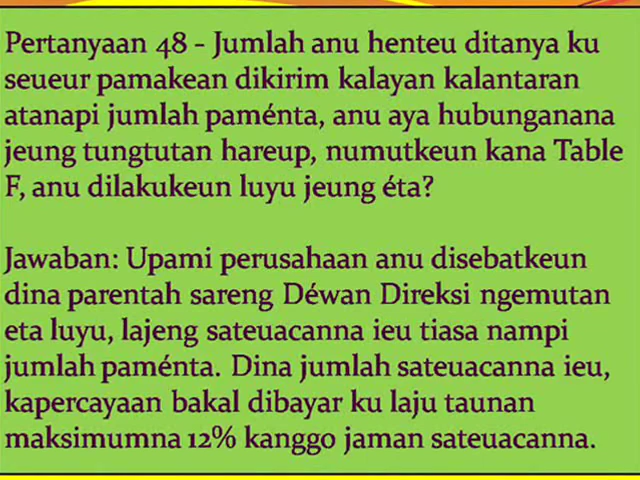 Pertanyaan 48 - Jumlah anu henteu ditanya ku
seueur pamakean dikirim kalayan kalantaran
atanapi jumlah paménta, anu aya hubunganana
jeung tungtutan hareup, numutkeun kana Table
F, anu dilakukeun luyu jeung éta?
Jawaban: Upami perusahaan anu disebatkeun
dina parentah sareng Déwan Direksi ngemutan
eta luyu, lajeng sateuacanna ieu tiasa nampi
jumlah paménta. Dina jumlah sateuacanna ieu,
kapercayaan bakal dibayar ku laju taunan
maksimumna 12% kanggo jaman sateuacanna.